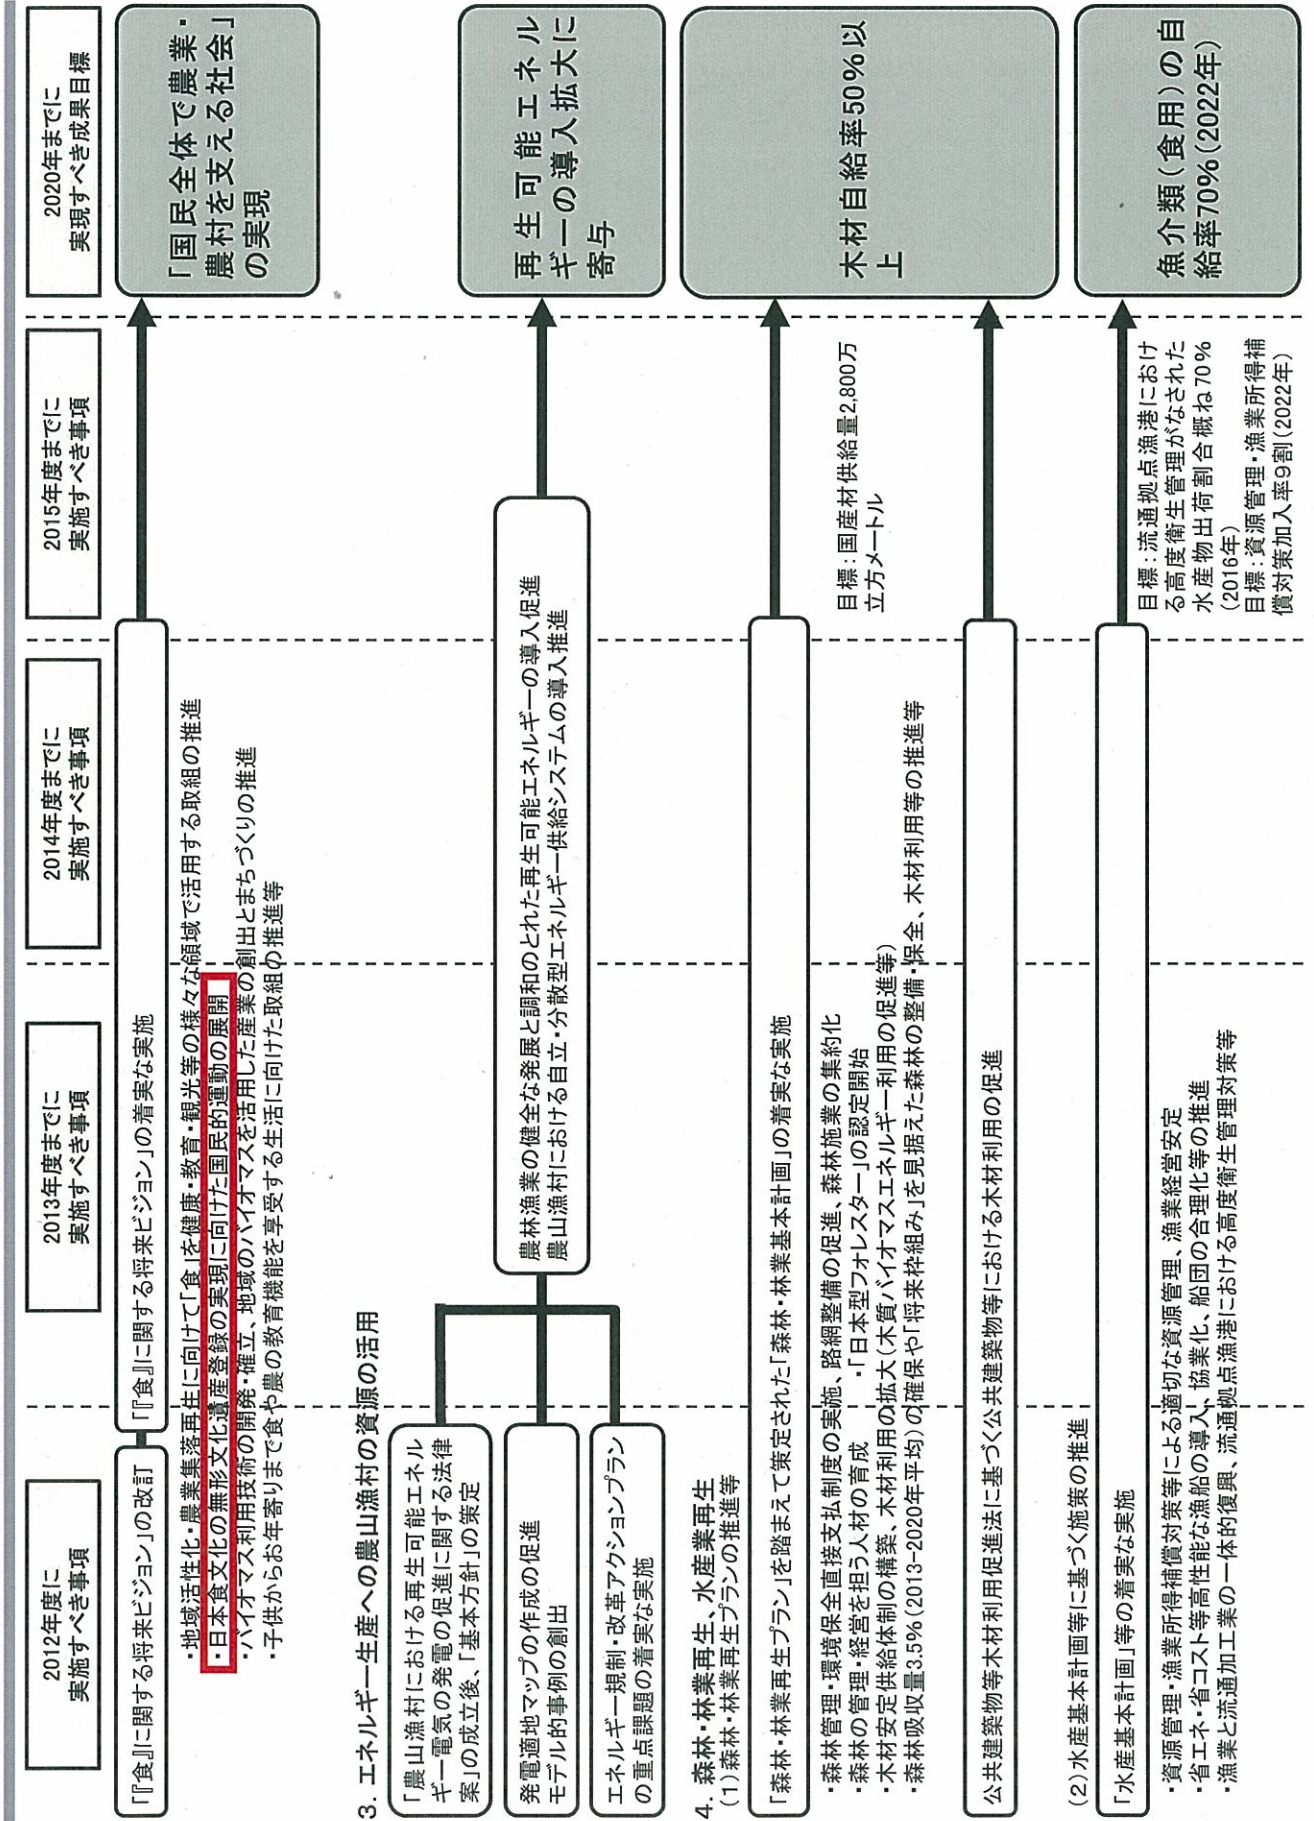 2012年度に
実施すべき事項
2013年度までに
実施すべき事項
2014年度までに
実施すべき事項
2015年度までに
実施すべき事項
2020年までに
実現すべき成果目標
「『食』に関する将来ビジョン」の改訂
「『食』に関する将来ビジョン」の着実な実施
・地域活性化・農業集落再生に向けて「食」を健康・教育・観光等の様々な領域で活用する取組の推進
・日本食文化の無形文化遺産登録の実現に向けた国民的運動の展開
・バイオマス利用技術の開発・確立、地域のバイオマスを活用した産業の創出とまちづくりの推進
・子供からお年寄りまで食や農の教育機能を享受する生活に向けた取組の推進等
「国民全体で農業・
農村を支える社会」
の実現
3．エネルギー生産への農山漁村の資源の活用
「農山漁村における再生可能エネル
ギー電気の発電の促進に関する法律
案」の成立後、「基本方針」の策定
発電適地マップの作成の促進
モデル的事例の創出
エネルギー規制・改革アクションプラン
の重点課題の着実な実施
農林漁業の健全な発展と調和のとれた再生可能エネルギーの導入促進
農山漁村における自立・分散型エネルギー供給システムの導入推進
再生可能エネル
ギーの導入拡大に
寄与
4．森林・林業再生、水産業再生
（1）森林・林業再生プランの推進等
「森林・林業再生プラン」を踏まえて策定された「森林・林業基本計画」の着実な実施
・森林管理・環境保全直接支払制度の実施、路網整備の促進、森林施業の集約化
・森林の管理・経営を担う人材の育成　・「日本型フォレスター」の認定開始
・木材安定供給体制の構築、木材利用の拡大（木質バイオマスエネルギー利用の促進等）
・森林吸収量3.5%（2013-2020年平均）の確保や「将来枠組み」を見据えた森林の整備・保全、木材利用等の推進等
目標：国産材供給量2,800万
立方メートル
公共建築物等木材利用促進法に基づく公共建築物等における木材利用の促進
木材自給率50%以
上
（2）水産基本計画等に基づく施策の推進
「水産基本計画」等の着実な実施
・資源管理・漁業所得補償対策等による適切な資源管理、漁業経営安定
・省エネ・省コスト等高性能な漁船の導入、協業化、船団の合理化等の推進
・漁業と流通加工業の一体的復興、流通拠点漁港における高度衛生管理対策等
目標：流通拠点漁港におけ
る高度衛生管理がなされた
水産物出荷割合概ね70%
（2016年）
目標：資源管理・漁業所得補
償対策加入率9割（2022年）
魚介類（食用）の自
給率70%（2022年）